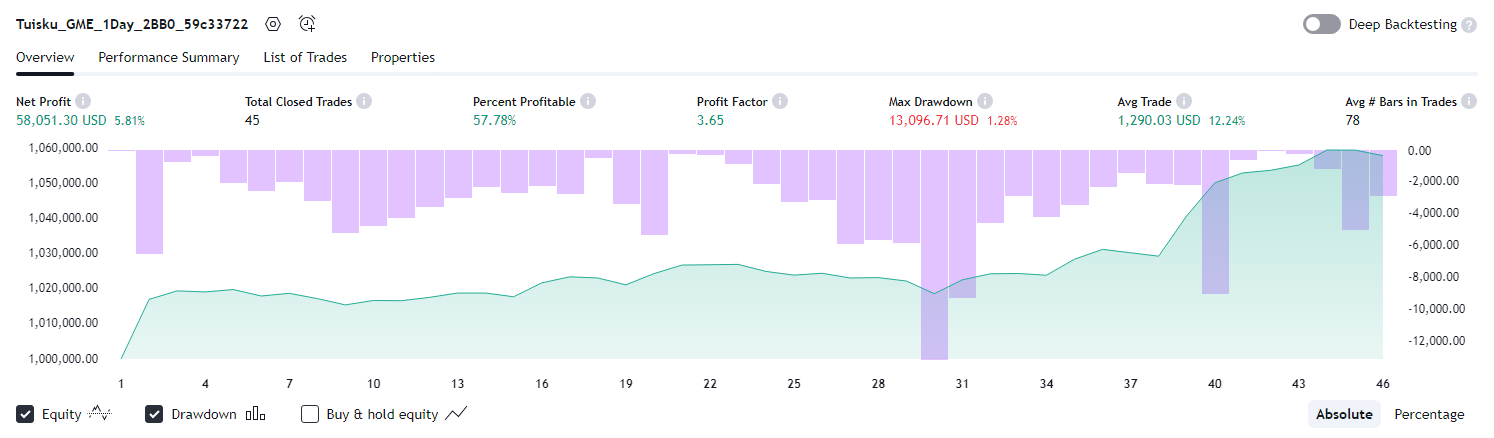 Tuisku_GME_1Day_2BB0_59c33722
Deep Backtesting ?
Overview Performance Summary List of Trades Properties
Net Profit i Total Closed Trades i Percent Profitable i Profit Factor i Max Drawdown i Avg Trade i Avg # Bars in Trades i
58,051.30 USD 5.81% 45 57.78% 3.65 13,096.71 USD 1.28% 1,290.03 USD 12.24% 78
1,060,000.00 0.00
1,050,000.00 -2,000.00
1,040,000.00 -4,000.00
1,030,000.00 -6,000.00
1,020,000.00 -8,000.00
1,010,000.00 -10,000.00
1,000,000.00 -12,000.00
1 4 7 10 13 16 19 22 25 28 31 34 37 40 43 46
Equity Drawdown Buy & hold equity Absolute Percentage